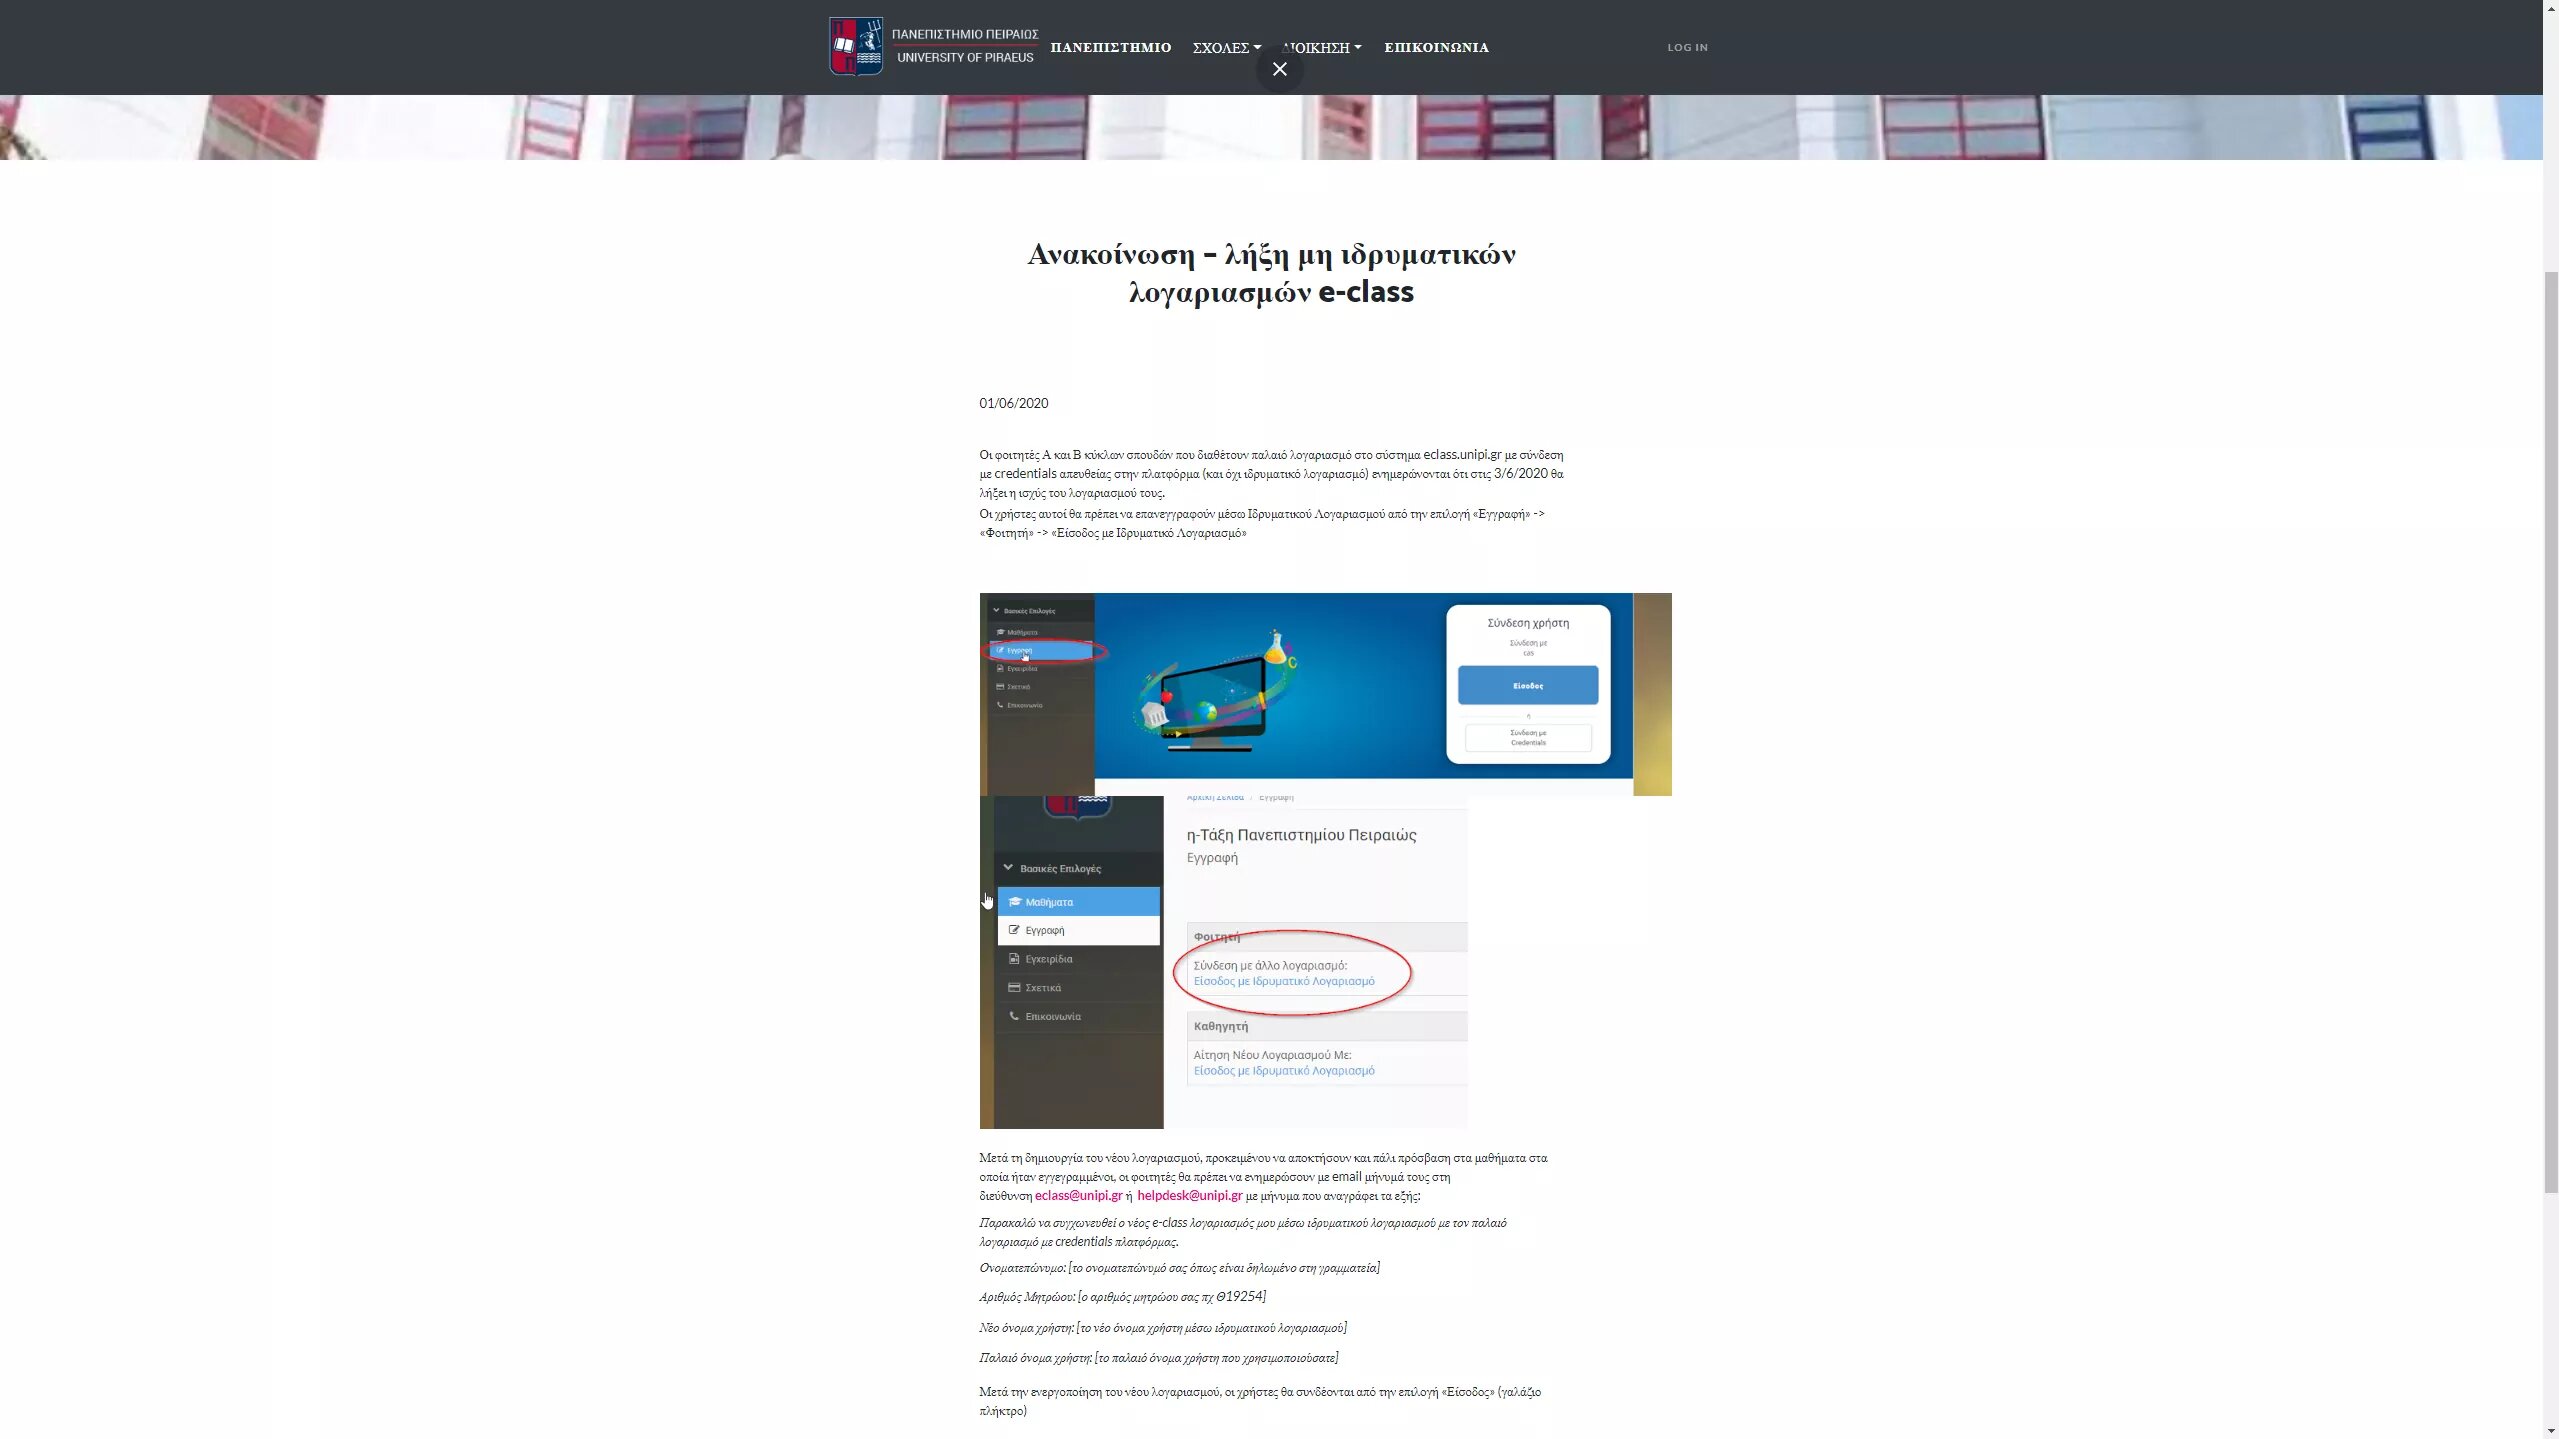 ΠΑΝΕΠΙΣΤΗΜΙΟ ΠΕΙΡΑΙΩΣ
UNIVERSITY OF PIRAEUS
ΠΑΝΕΠΙΣΤΗΜΙΟ ΣΧΟΛΕΣ ΔΙΟΙΚΗΣΗ ΕΠΙΚΟΙΝΩΝΙΑ LOG IN
Ανακοίνωση – λήξη μη ιδρυματικών
λογαριασμών e-class
01/06/2020
Οι φοιτητές Α και Β κύκλων σπουδών που διαθέτουν παλαιό λογαριασμό στο σύστημα eclass.unipi.gr με σύνδεση
με credentials απευθείας στην πλατφόρμα (και όχι ιδρυματικό λογαριασμό) ενημερώνονται ότι στις 3/6/2020 θα
λήξει η ισχύς του λογαριασμού τους.
Οι χρήστες αυτοί θα πρέπει να επανεγγραφούν μέσω Ιδρυματικού Λογαριασμού από την επιλογή «Εγγραφή» ->
«Φοιτητή» -> «Είσοδος με Ιδρυματικό Λογαριασμό»
Βασικές Επιλογές
Μαθήματα
Εγγραφή
Εγχειρίδια
Σχετικά
Επικοινωνία
Σύνδεση χρήστη
Σύνδεση με
cas
Είσοδος
ή
Σύνδεση με
Credentials
Αρχική Σελίδα / Εγγραφή
η-Τάξη Πανεπιστημίου Πειραιώς
Εγγραφή
Βασικές Επιλογές
Μαθήματα
Εγγραφή
Εγχειρίδια
Σχετικά
Επικοινωνία
Φοιτητή
Σύνδεση με άλλο λογαριασμό:
Είσοδος με Ιδρυματικό Λογαριασμό
Καθηγητή
Αίτηση Νέου Λογαριασμού Με:
Είσοδος με Ιδρυματικό Λογαριασμό
Μετά τη δημιουργία του νέου λογαριασμού, προκειμένου να αποκτήσουν και πάλι πρόσβαση στα μαθήματα στα
οποία ήταν εγγεγραμμένοι, οι φοιτητές θα πρέπει να ενημερώσουν με email μήνυμά τους στη
διεύθυνση eclass@unipi.gr ή helpdesk@unipi.gr με μήνυμα που αναγράφει τα εξής:
Παρακαλώ να συγχωνευθεί ο νέος e-class λογαριασμός μου μέσω ιδρυματικού λογαριασμού με τον παλαιό
λογαριασμό με credentials πλατφόρμας.
Ονοματεπώνυμο: [το ονοματεπώνυμό σας όπως είναι δηλωμένο στη γραμματεία]
Αριθμός Μητρώου: [ο αριθμός μητρώου σας πχ Θ19254]
Νέο όνομα χρήστη: [το νέο όνομα χρήστη μέσω ιδρυματικού λογαριασμού]
Παλαιό όνομα χρήστη: [το παλαιό όνομα χρήστη που χρησιμοποιούσατε]
Μετά την ενεργοποίηση του νέου λογαριασμού, οι χρήστες θα συνδέονται από την επιλογή «Είσοδος» (γαλάζιο
πλήκτρο)